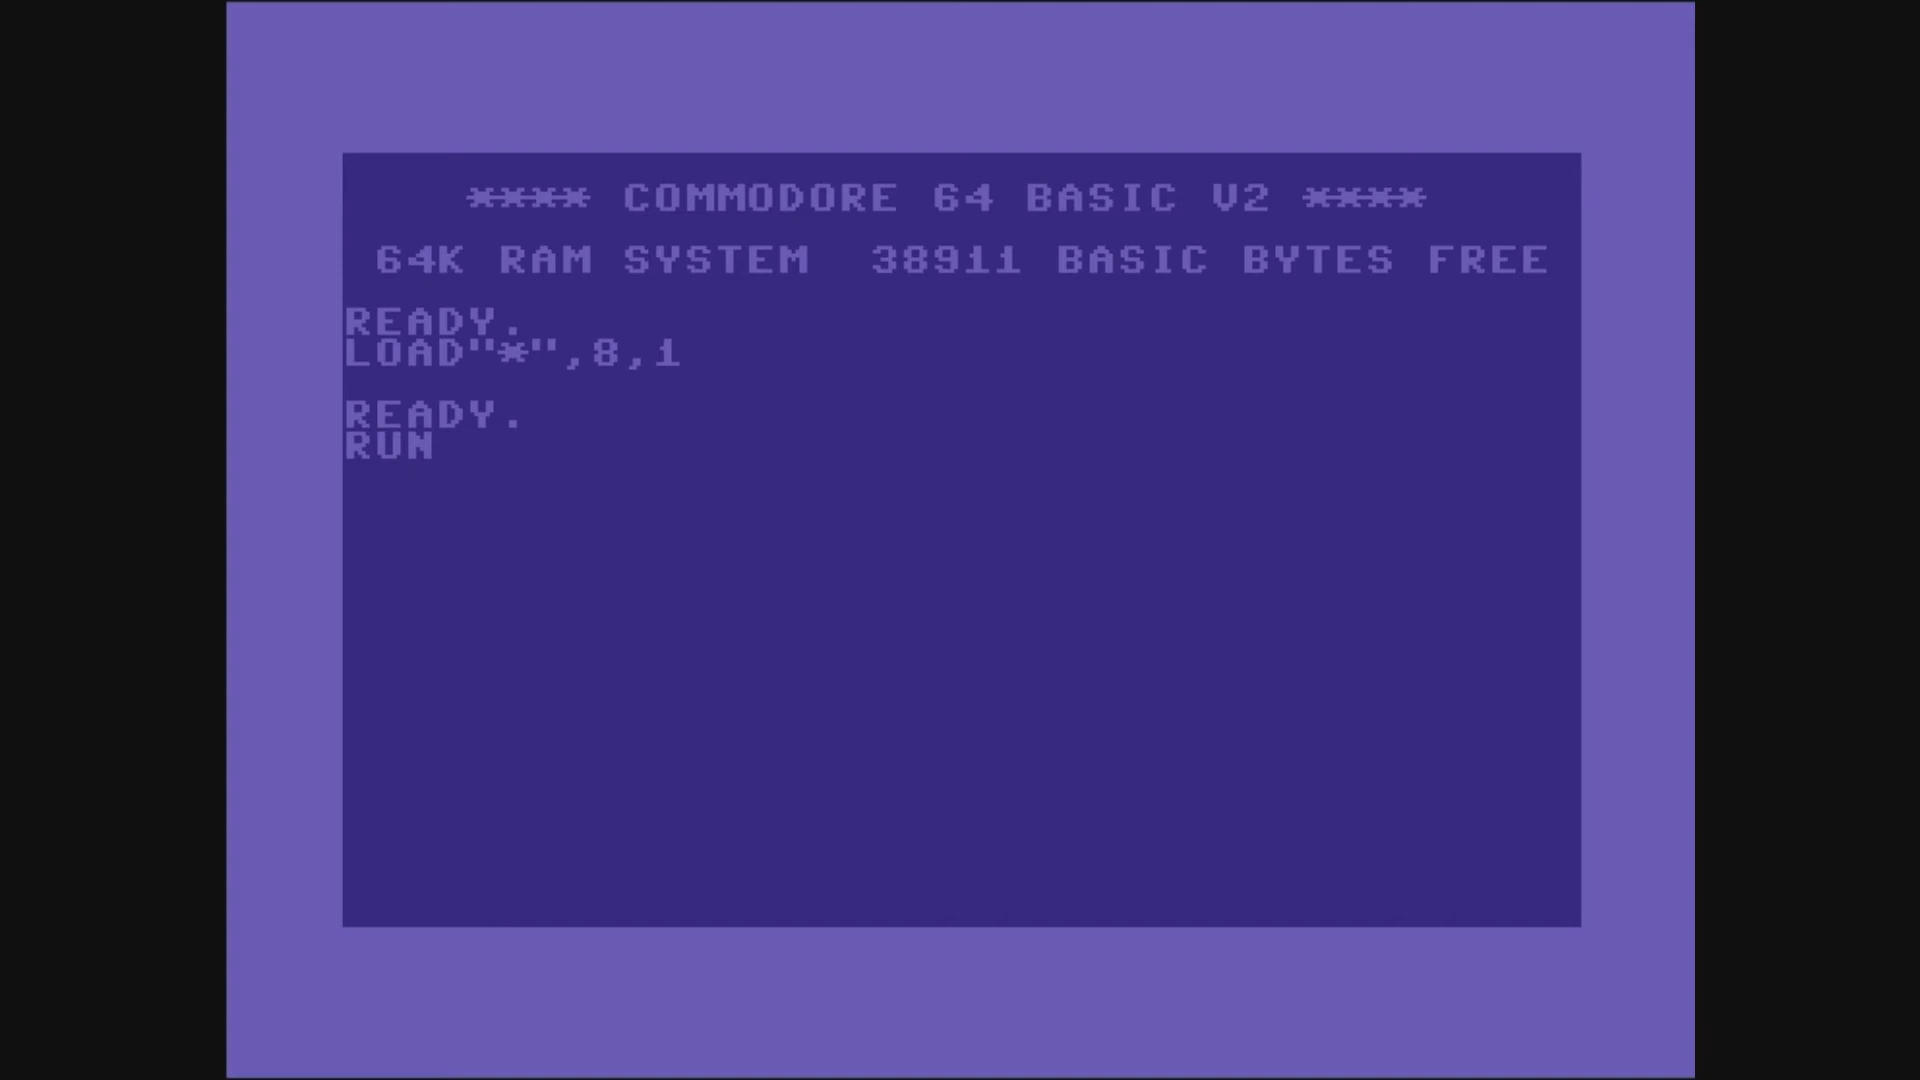 **** COMMODORE 64 BASIC V2 ****
64K RAM SYSTEM  38911 BASIC BYTES FREE
READY.
LOAD"*",8,1
READY.
RUN